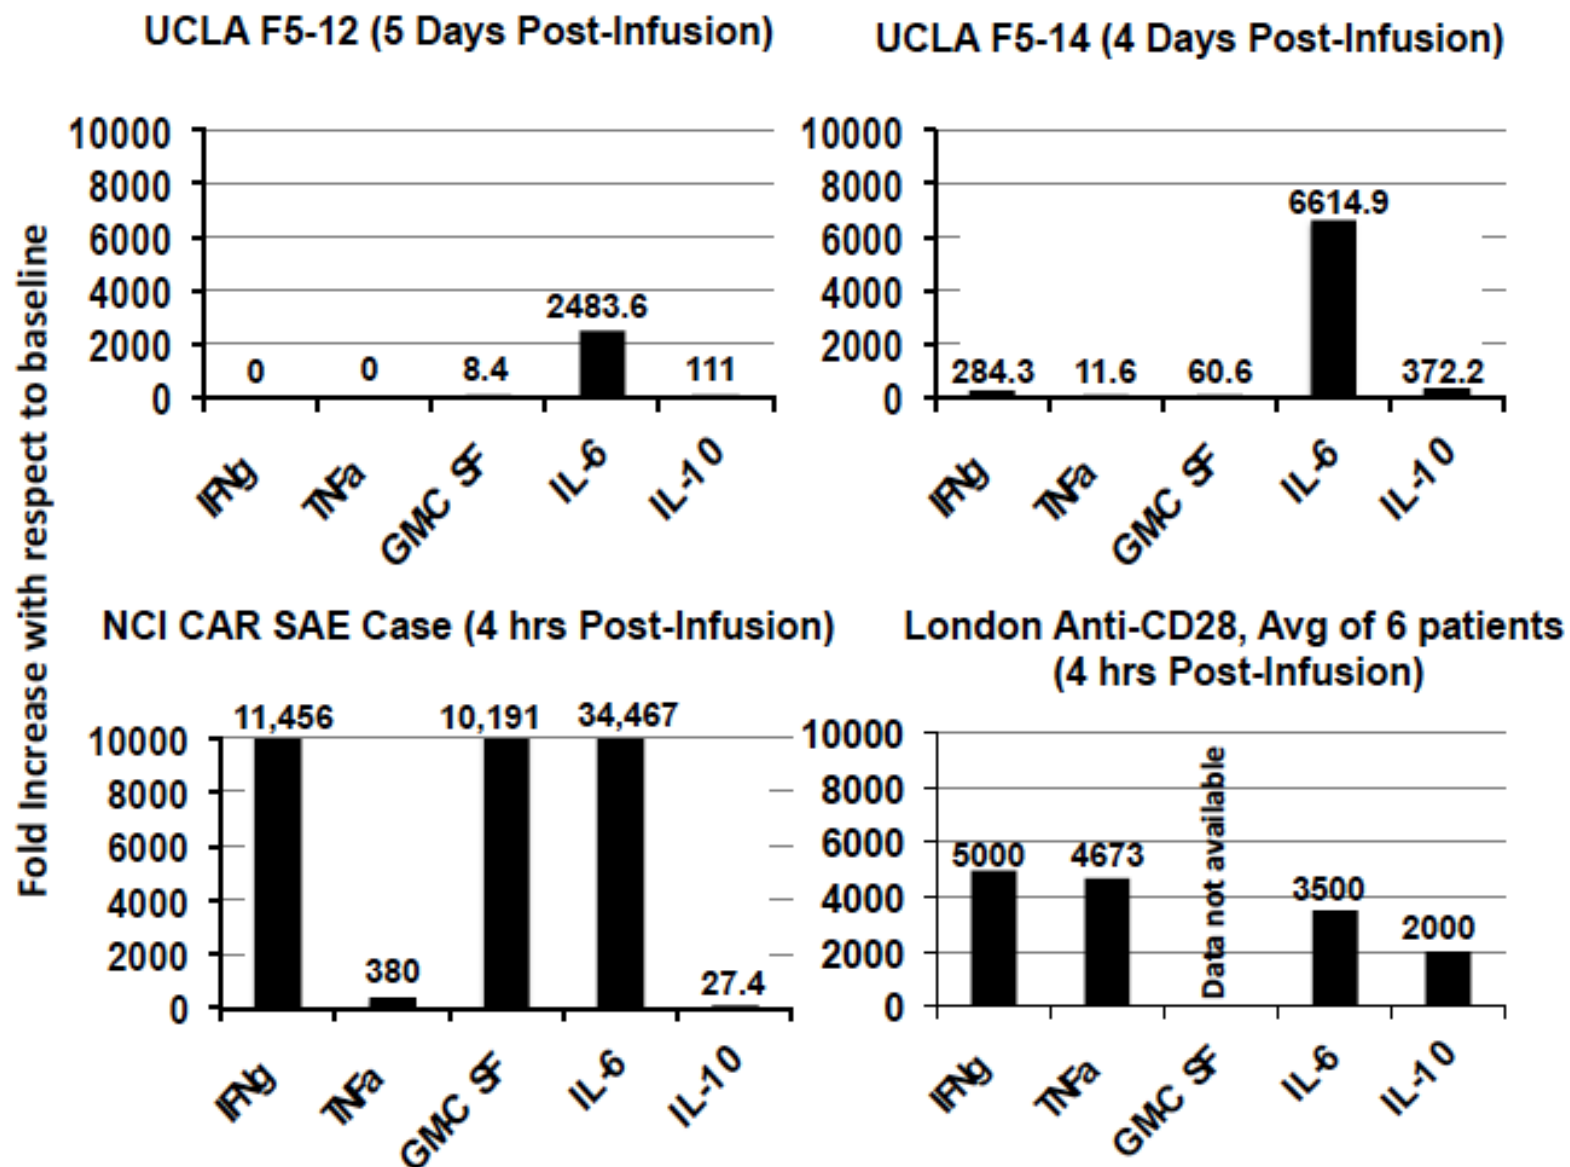 UCLA F5-12 (5 Days Post-Infusion)
UCLA F5-14 (4 Days Post-Infusion)
Fold Increase with respect to baseline
10000
8000
6000
4000
2000
0
0
0
8.4
2483.6
111
IFNg
TNFa
GM-C SF
IL-6
IL-10
10000
8000
6000
4000
2000
0
284.3
11.6
60.6
6614.9
372.2
IFNg
TNFa
GM-C SF
IL-6
IL-10
NCI CAR SAE Case (4 hrs Post-Infusion)
London Anti-CD28, Avg of 6 patients
(4 hrs Post-Infusion)
10000
8000
6000
4000
2000
0
11,456
380
10,191
34,467
27.4
IFNg
TNFa
GM-C SF
IL-6
IL-10
10000
8000
6000
4000
2000
0
5000
4673
Data not available
3500
2000
IFNg
TNFa
GM-C SF
IL-6
IL-10